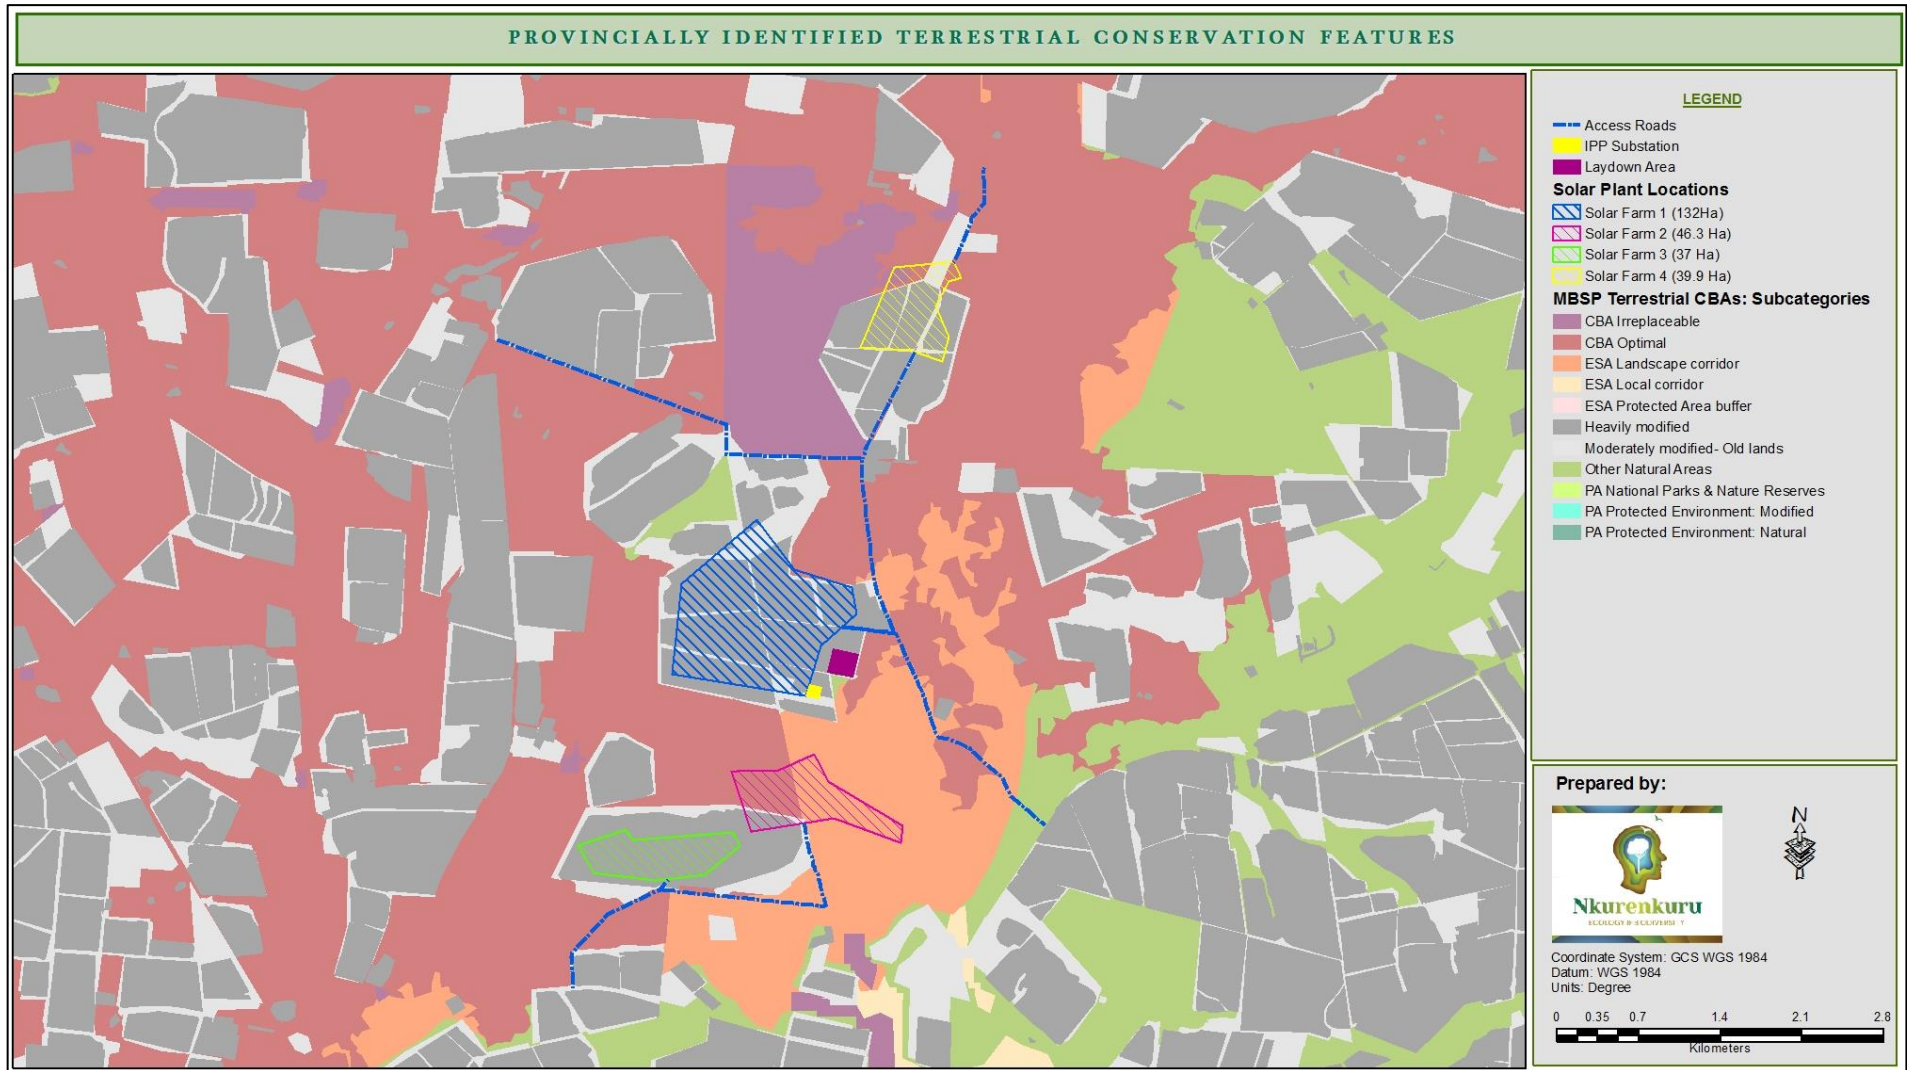 PROVINCIALLY IDENTIFIED TERRESTRIAL CONSERVATION FEATURES
LEGEND
Access Roads
IPP Substation
Laydown Area
Solar Plant Locations
Solar Farm 1 (132Ha)
Solar Farm 2 (46.3 Ha)
Solar Farm 3 (37 Ha)
Solar Farm 4 (39.9 Ha)
MBSP Terrestrial CBAs: Subcategories
CBA Irreplaceable
CBA Optimal
ESA Landscape corridor
ESA Local corridor
ESA Protected Area buffer
Heavily modified
Moderately modified- Old lands
Other Natural Areas
PA National Parks & Nature Reserves
PA Protected Environment: Modified
PA Protected Environment: Natural
Prepared by:
N
Nkurenkuru
ECOLOGY & BIODIVERSITY
Coordinate System: GCS WGS 1984
Datum: WGS 1984
Units: Degree
0 0.35 0.7 1.4 2.1 2.8
Kilometers